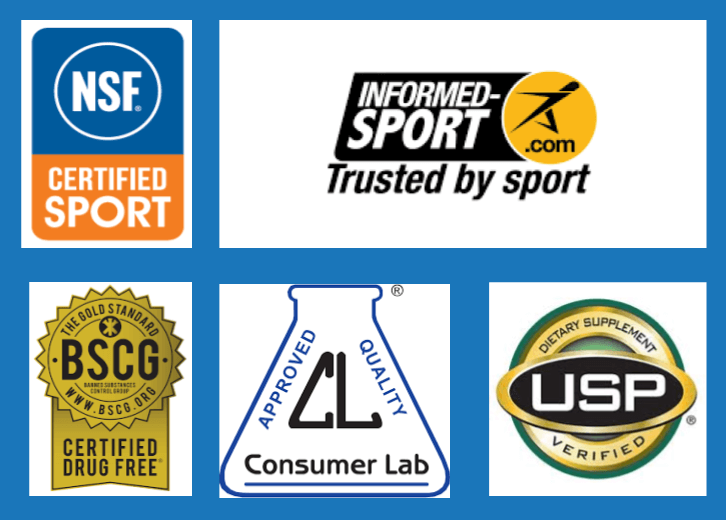 NSF®
CERTIFIED
SPORT
INFORMED-
SPORT
.com
Trusted by sport
THE GOLD STANDARD
·BSCG·
BANNED SUBSTANCES
CONTROL GROUP
WWW.BSCG.ORG
CERTIFIED
DRUG FREE®
®
APPROVED
QUALITY
CL
Consumer Lab
DIETARY SUPPLEMENT
USP
®
VERIFIED